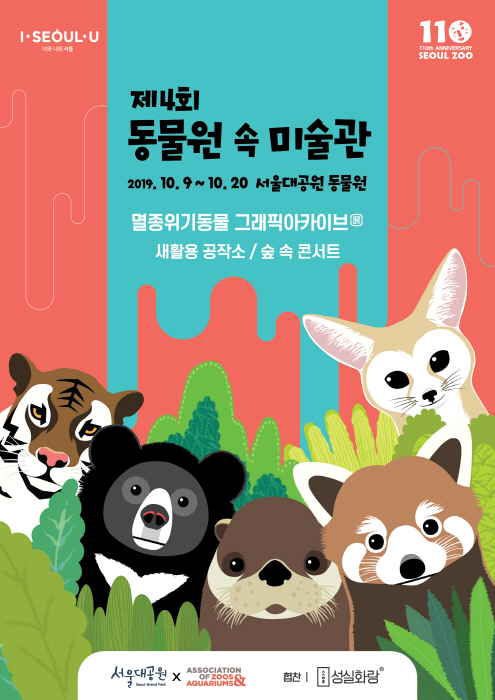 I·SEOUL·U
너와 나의 서울
110
110th ANNIVERSARY
SEOUL ZOO
제4회
동물원 속 미술관
2019. 10. 9 ~ 10. 20 서울대공원 동물원
멸종위기동물 그래픽아카이브展
새활용 공작소 / 숲 속 콘서트
서울대공원
Seoul Grand Park
X
ASSOCIATION
OF ZOOS &
AQUARIUMS
협찬 | 성실화랑®